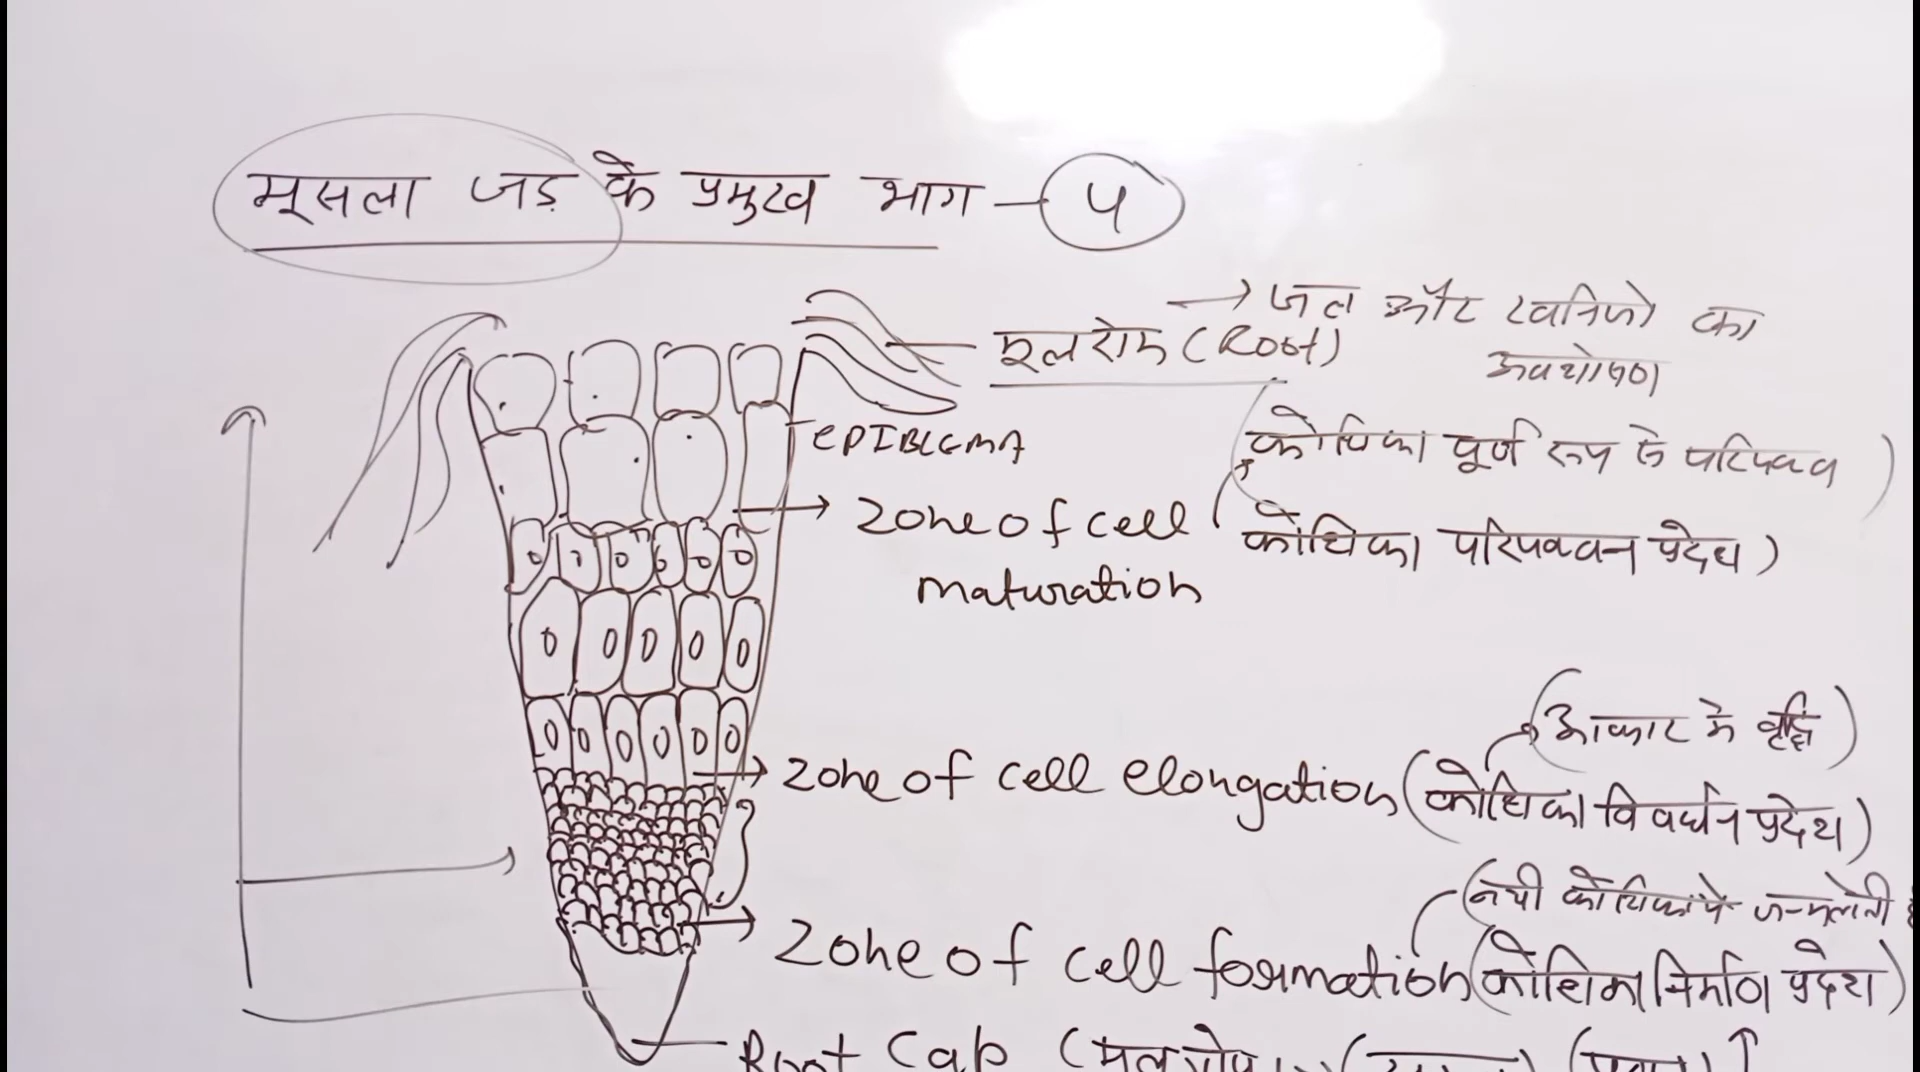 मूसला जड़ के प्रमुख भाग — ५
→ जल और खनिजो का
मूलरोम (Root)
अवशोषण
EPIBLEMA
(कोशिका पूर्ण रूप से परिपक्व)
→ Zone of cell maturation
(कोशिका परिपक्वन प्रदेश)
(आकार मे वृद्धि)
→ Zone of cell elongation (कोशिका विवर्धन प्रदेश)
(नयी कोशिकाये जन्म लेती
→ Zone of cell formation (कोशिका निर्माण प्रदेश)
Root Cap